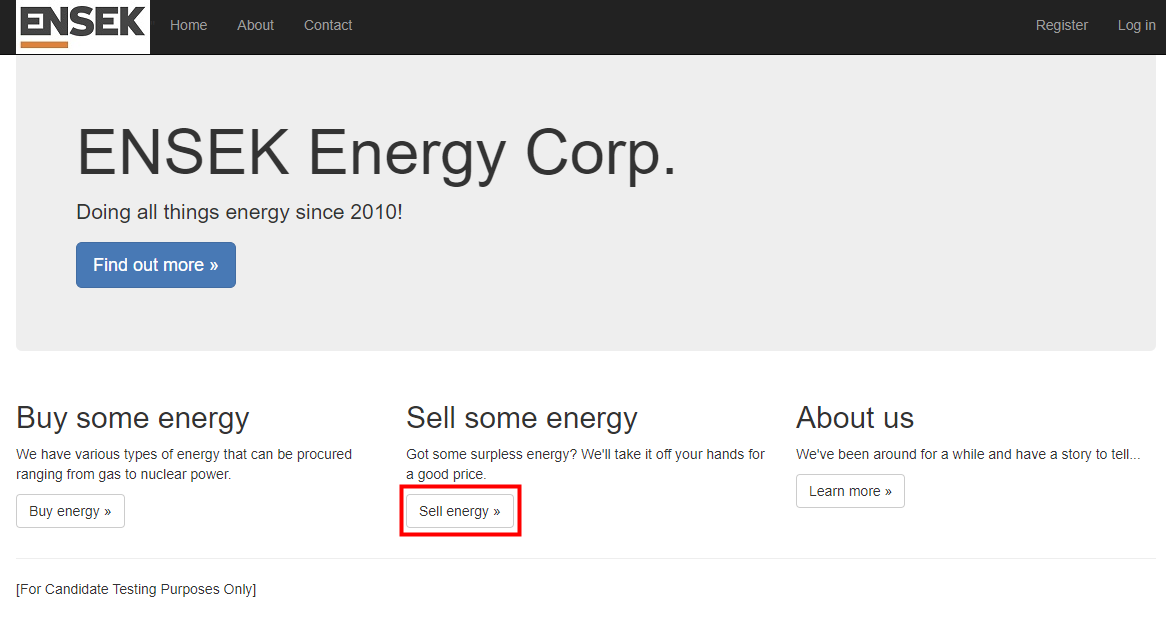 ENSEK Home About Contact Register Log in
ENSEK Energy Corp.
Doing all things energy since 2010!
Find out more »
Buy some energy
We have various types of energy that can be procured
ranging from gas to nuclear power.
Buy energy »
Sell some energy
Got some surpless energy? We'll take it off your hands for
a good price.
Sell energy »
About us
We've been around for a while and have a story to tell...
Learn more »
[For Candidate Testing Purposes Only]